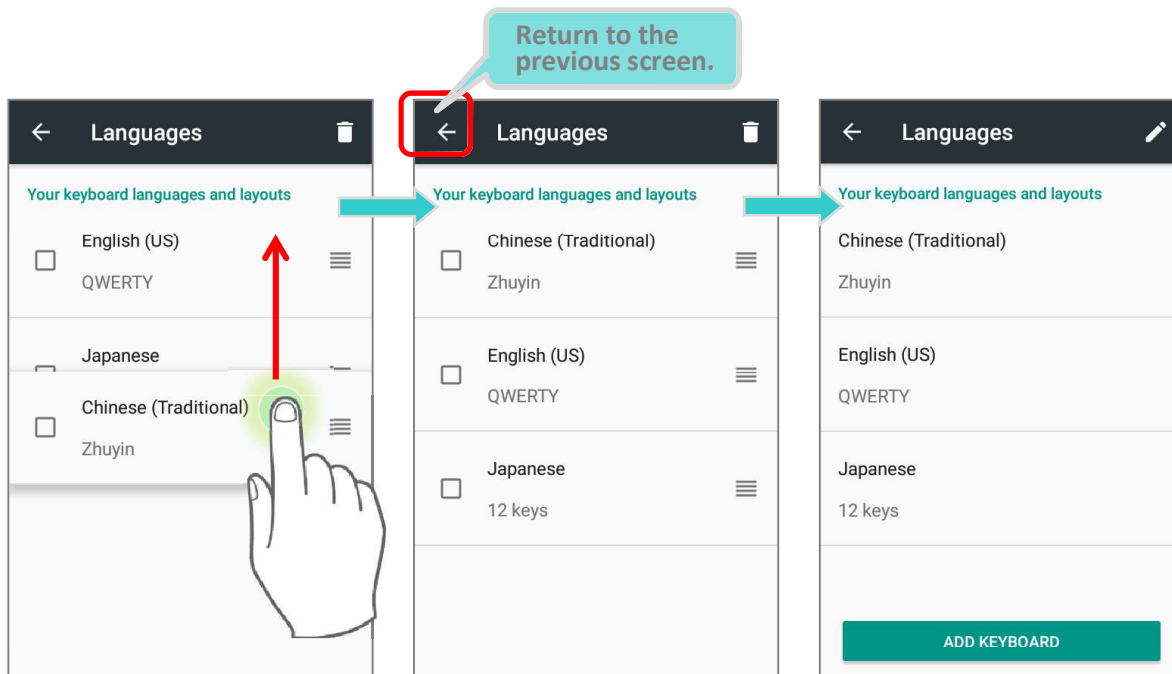 Return to the
previous screen.
Languages
Your keyboard languages and layouts
English (US)
QWERTY
Japanese
Chinese (Traditional)
Zhuyin
Languages
Your keyboard languages and layouts
Chinese (Traditional)
Zhuyin
English (US)
QWERTY
Japanese
12 keys
Languages
Your keyboard languages and layouts
Chinese (Traditional)
Zhuyin
English (US)
QWERTY
Japanese
12 keys
ADD KEYBOARD